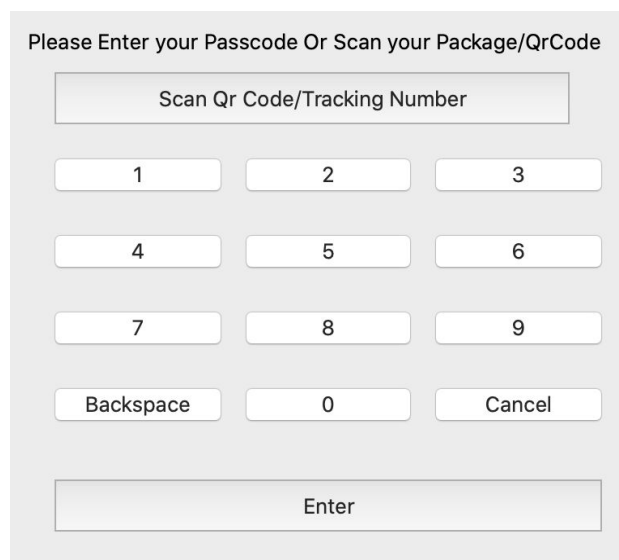 Please Enter your Passcode Or Scan your Package/QrCode
Scan Qr Code/Tracking Number
1 2 3
4 5 6
7 8 9
Backspace 0 Cancel
Enter